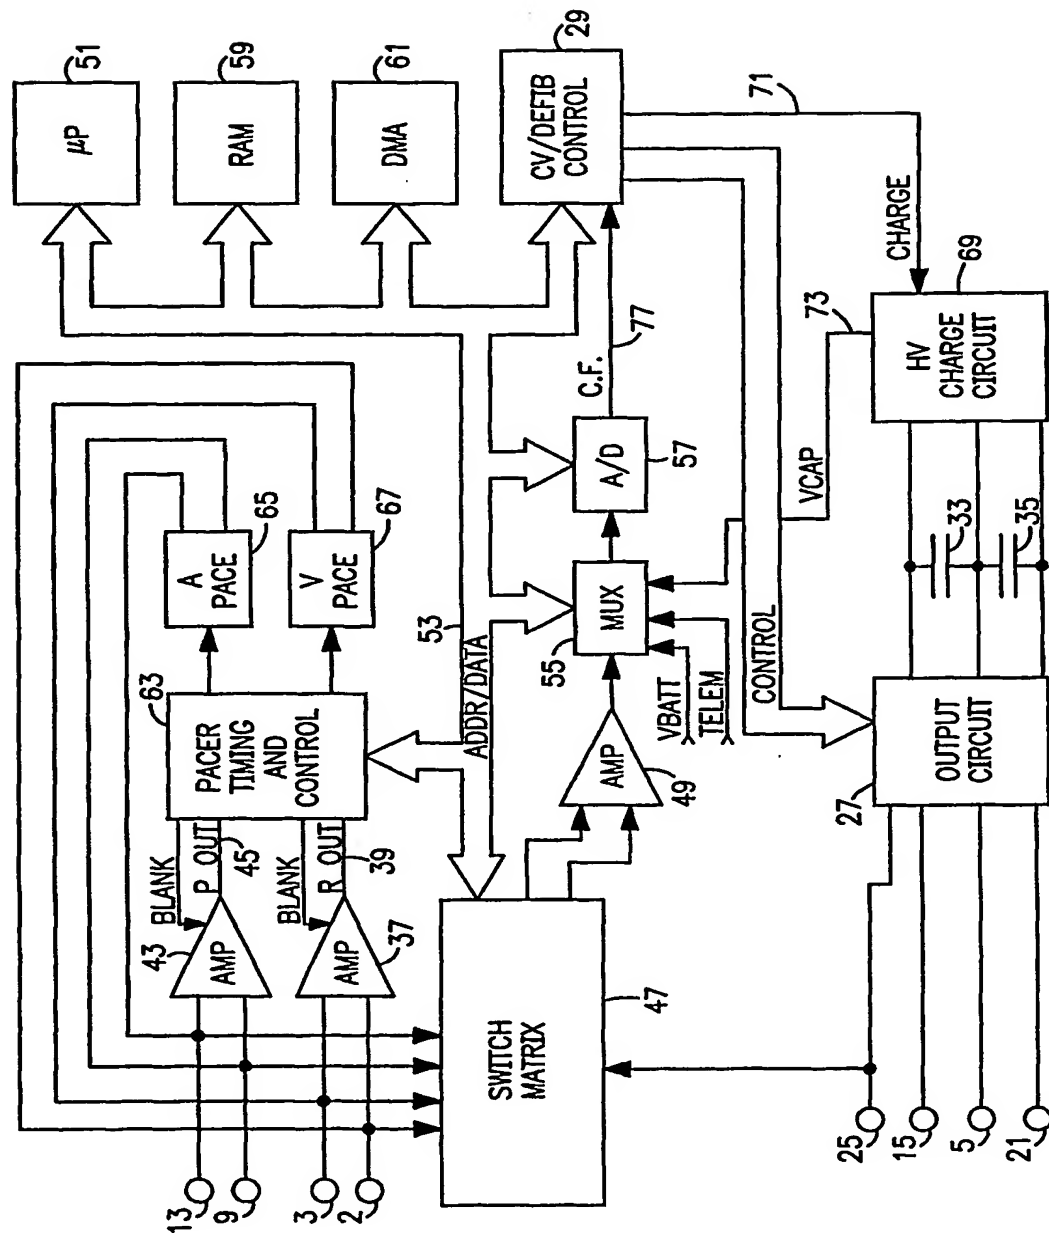 μP
51
RAM
59
DMA
61
CV/DEFIB
CONTROL
29
71
CHARGE
HV
CHARGE
CIRCUIT
69
73
VCAP
C.F.
77
A/D
57
MUX
55
VBATT
TELEM
CONTROL
ADDR/DATA
53
A
PACE
65
V
PACE
67
PACER
TIMING
AND
CONTROL
63
BLANK
P OUT
45
BLANK
R OUT
39
AMP
43
AMP
37
AMP
49
SWITCH
MATRIX
47
OUTPUT
CIRCUIT
27
33
35
13
9
3
2
25
15
5
21